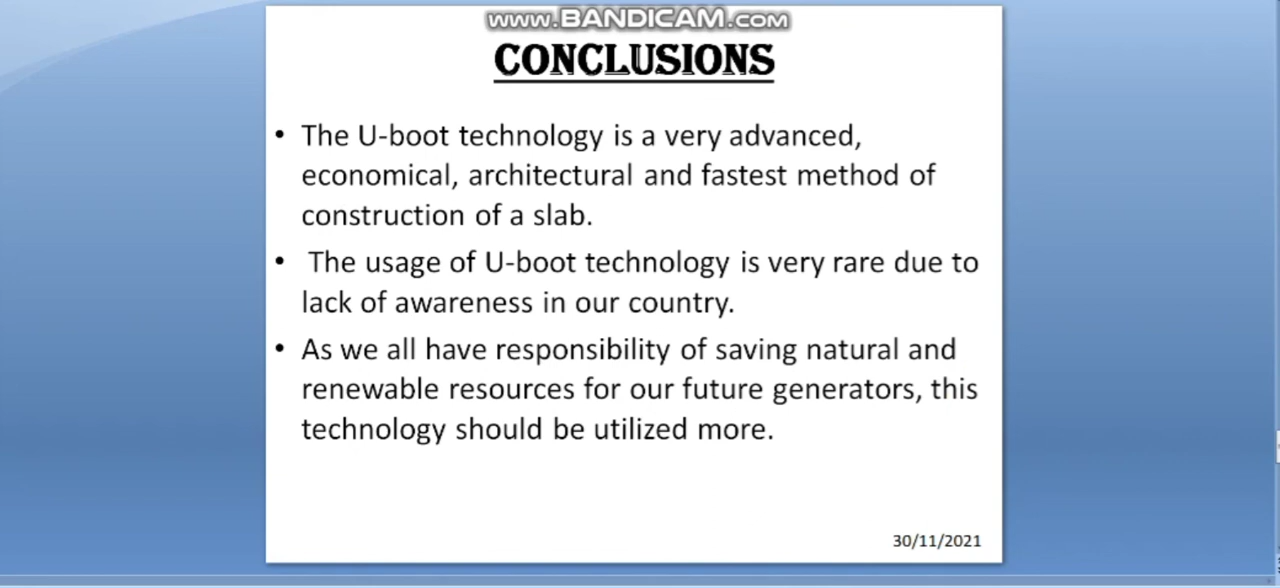 www.BANDICAM.com
CONCLUSIONS
• The U-boot technology is a very advanced,
economical, architectural and fastest method of
construction of a slab.
• The usage of U-boot technology is very rare due to
lack of awareness in our country.
• As we all have responsibility of saving natural and
renewable resources for our future generators, this
technology should be utilized more.
30/11/2021